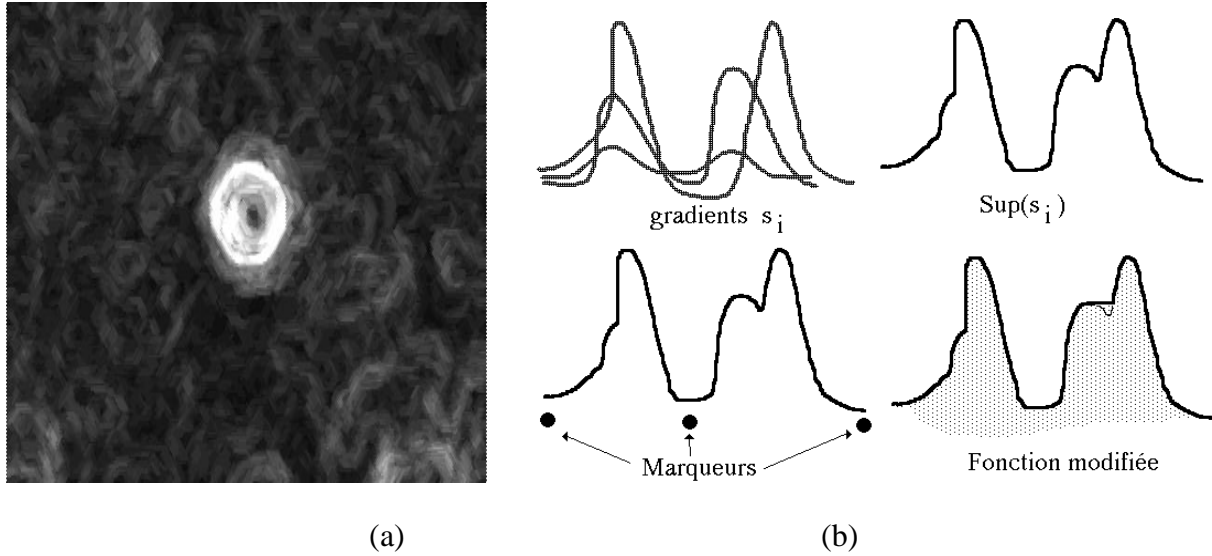 gradients s i
Sup(s i )
Marqueurs
Fonction modifiée
(a)
(b)